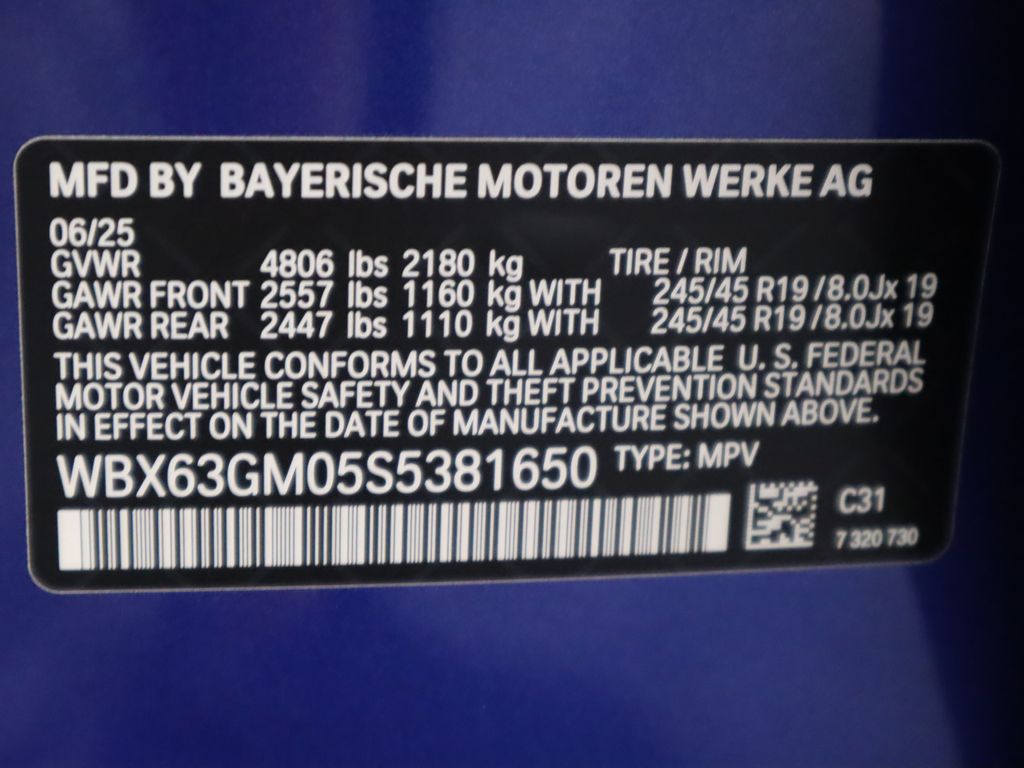 MFD BY BAYERISCHE MOTOREN WERKE AG
06/25
GVWR 4806 lbs 2180 kg TIRE / RIM
GAWR FRONT 2557 lbs 1160 kg WITH 245/45 R19 / 8.0Jx 19
GAWR REAR 2447 lbs 1110 kg WITH 245/45 R19 / 8.0Jx 19
THIS VEHICLE CONFORMS TO ALL APPLICABLE U. S. FEDERAL
MOTOR VEHICLE SAFETY AND THEFT PREVENTION STANDARDS
IN EFFECT ON THE DATE OF MANUFACTURE SHOWN ABOVE.
WBX63GM05S5381650 TYPE: MPV
C31
7 320 730